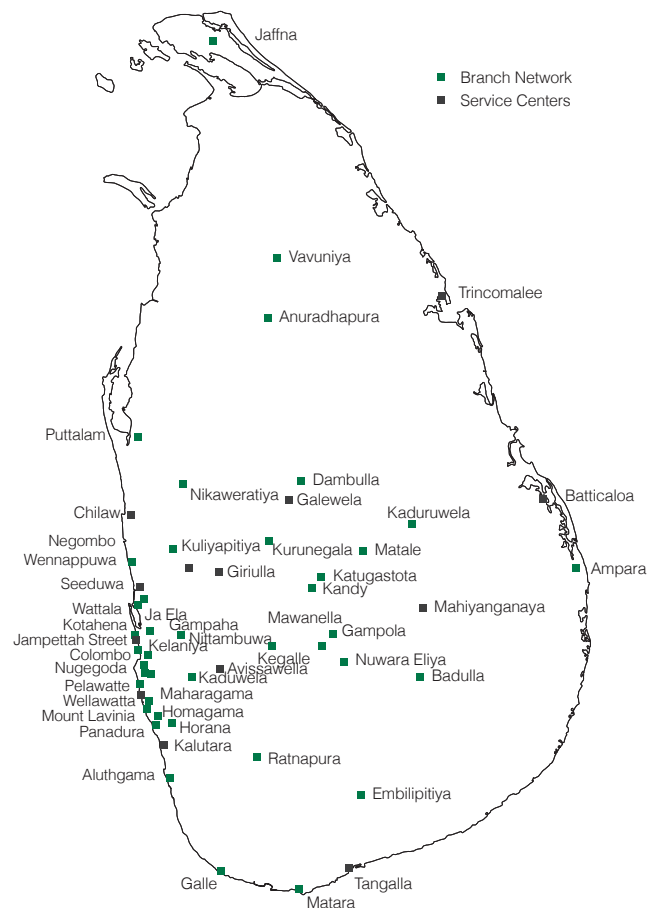 Jaffna
Branch Network
Service Centers
Vavuniya
Trincomalee
Anuradhapura
Puttalam
Dambulla
Nikaweratiya
Galewela
Batticaloa
Chilaw
Kaduruwela
Negombo
Kuliyapitiya
Kurunegala
Matale
Wennappuwa
Ampara
Giriulla
Katugastota
Seeduwa
Kandy
Wattala
Mahiyanganaya
Ja Ela
Mawanella
Kotahena
Gampaha
Gampola
Jampettah Street
Nittambuwa
Kelaniya
Colombo
Kegalle
Nuwara Eliya
Nugegoda
Avissawella
Kaduwela
Badulla
Pelawatte
Maharagama
Wellawatta
Homagama
Mount Lavinia
Horana
Panadura
Kalutara
Ratnapura
Aluthgama
Embilipitiya
Galle
Tangalla
Matara